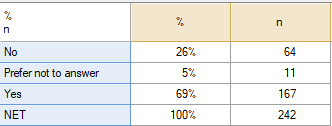 %
n
% n
No 26% 64
Prefer not to answer 5% 11
Yes 69% 167
NET 100% 242